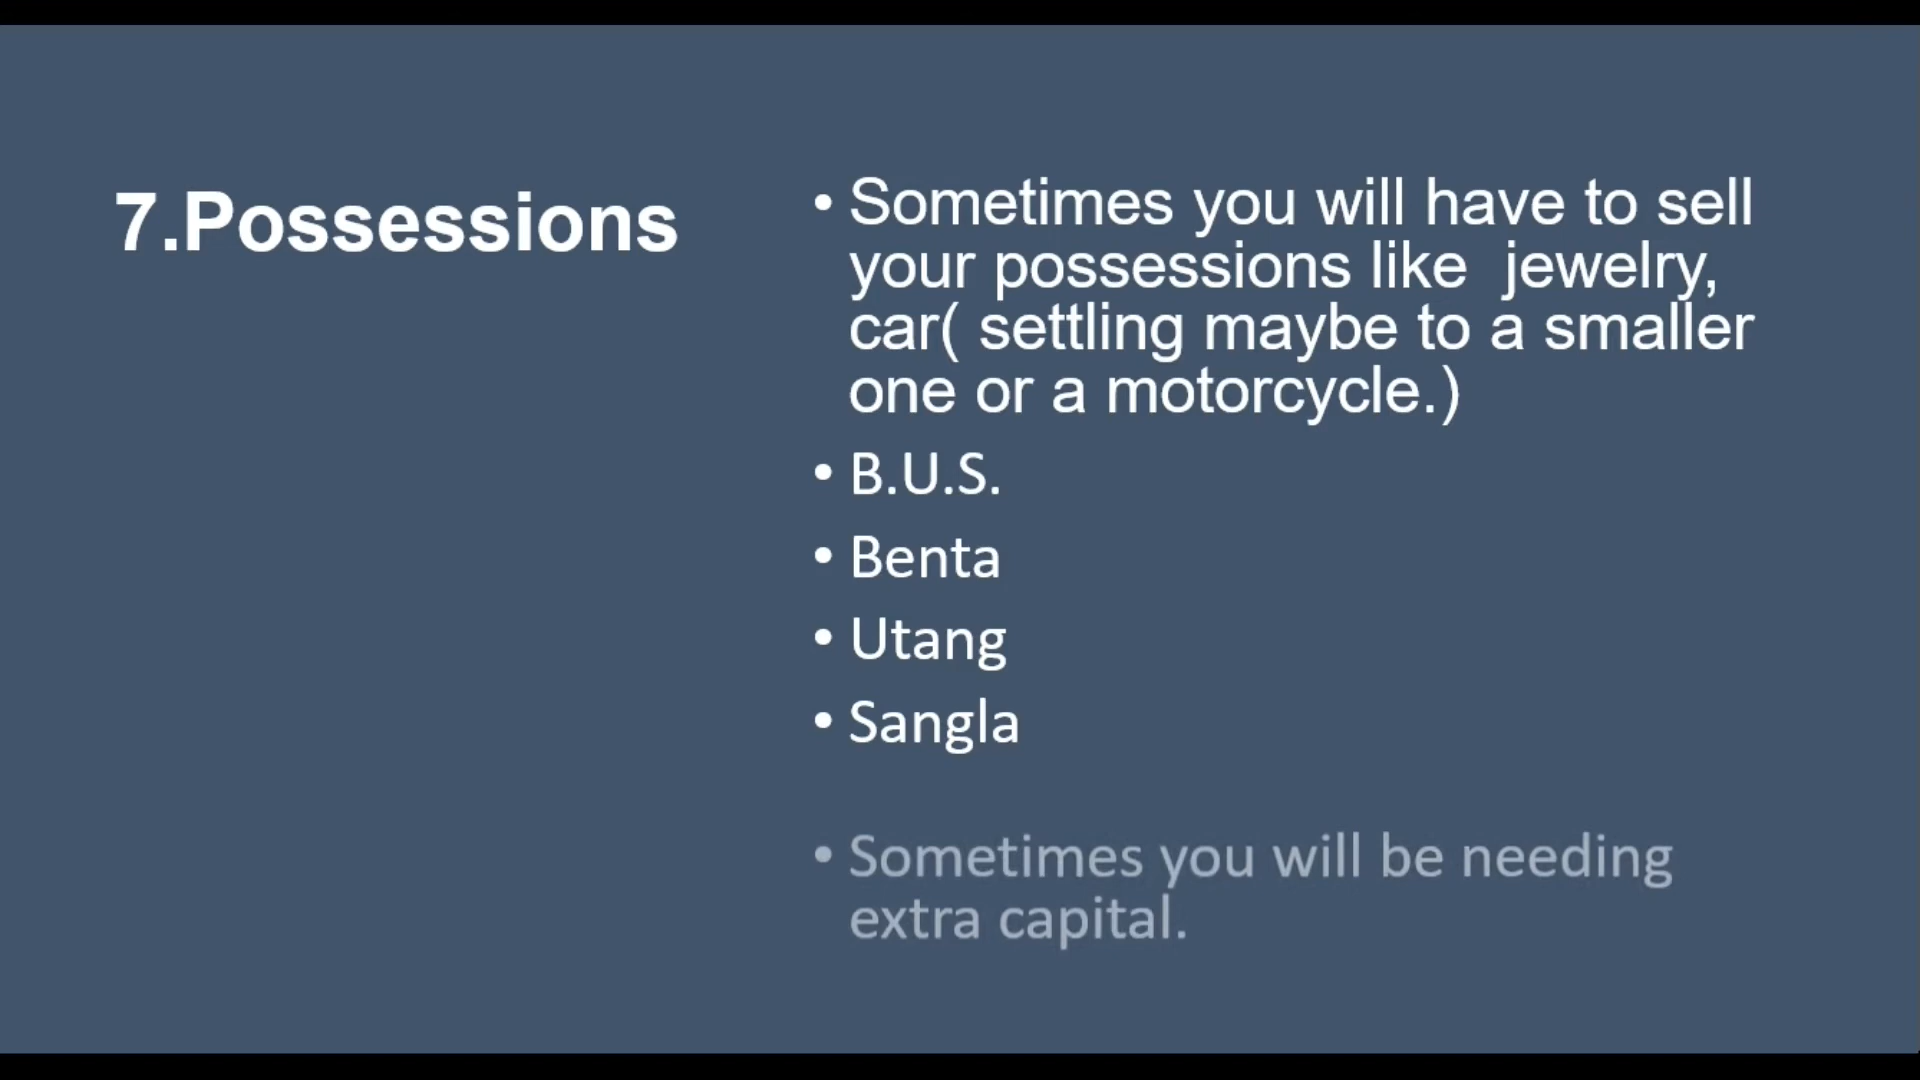 7.Possessions
• Sometimes you will have to sell
your possessions like  jewelry,
car( settling maybe to a smaller
one or a motorcycle.)
• B.U.S.
• Benta
• Utang
• Sangla
• Sometimes you will be needing
extra capital.